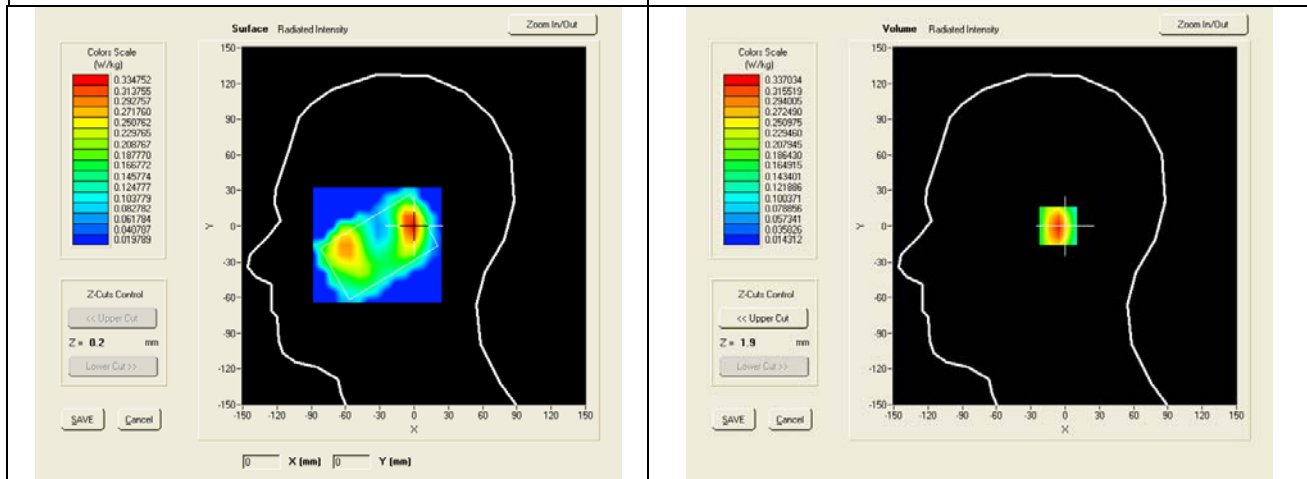 Surface Radiated Intensity
Zoom In/Out
Colors Scale
(W/kg)
0.334752
0.313755
0.292757
0.271760
0.250762
0.229765
0.208767
0.187770
0.166772
0.145774
0.124777
0.103779
0.082782
0.061784
0.040787
0.019789
150
120
90
60
30
0
-30
-60
-90
-120
-150
Y
-150 -120 -90 -60 -30 0 30 60 90 120 150
X
Z-Cuts Control
<< Upper Cut
Z = 0.2 mm
Lower Cut >>
SAVE Cancel
0 X (mm) 0 Y (mm)
Volume Radiated Intensity
Zoom In/Out
Colors Scale
(W/kg)
0.337034
0.315519
0.294005
0.272490
0.250975
0.229460
0.207945
0.186430
0.164915
0.143401
0.121886
0.100371
0.078856
0.057341
0.035826
0.014312
150
120
90
60
30
0
-30
-60
-90
-120
-150
Y
-150 -120 -90 -60 -30 0 30 60 90 120 150
X
Z-Cuts Control
<< Upper Cut
Z = 1.9 mm
Lower Cut >>
SAVE Cancel